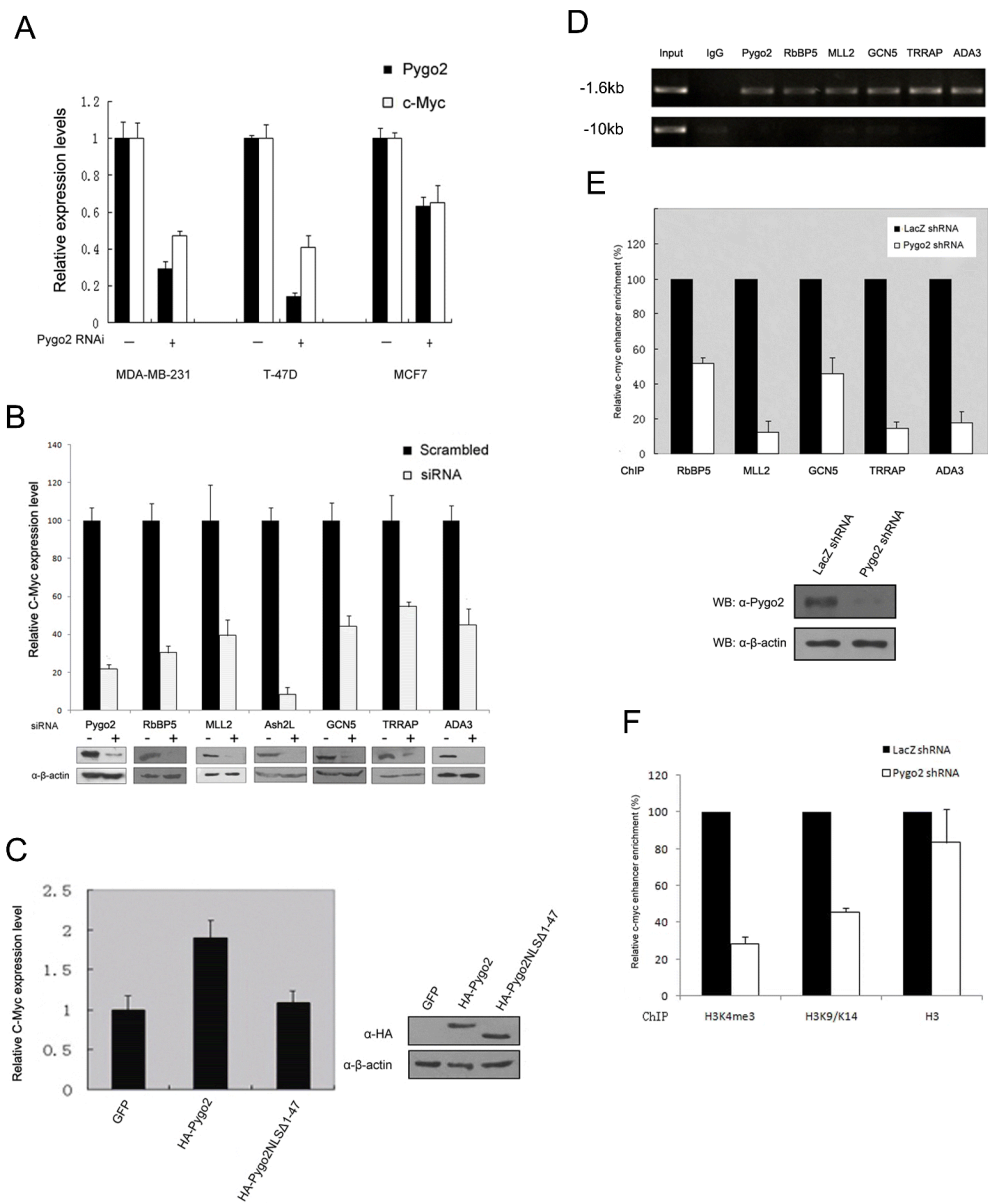 A
Pygo2
c-Myc
Relative expression levels
1.2
1
0.8
0.6
0.4
0.2
0
Pygo2 RNAi
— + — + — +
MDA-MB-231 T-47D MCF7
B
Scrambled
siRNA
Relative C-Myc expression level
140
120
100
80
60
40
20
0
siRNA Pygo2 RbBP5 MLL2 Ash2L GCN5 TRRAP ADA3
- + - + - + - + - + - + - +
α-β-actin
C
Relative C-Myc expression level
2.5
2
1.5
1
0.5
0
GFP
HA-Pygo2
HA-Pygo2NLSΔ1-47
GFP
HA-Pygo2
HA-Pygo2NLSΔ1-47
α-HA
α-β-actin
D
Input IgG Pygo2 RbBP5 MLL2 GCN5 TRRAP ADA3
-1.6kb
-10kb
E
LacZ shRNA
Pygo2 shRNA
Relative c-myc enhancer enrichment (%)
120
100
80
60
40
20
0
ChIP RbBP5 MLL2 GCN5 TRRAP ADA3
LacZ shRNA
Pygo2 shRNA
WB: α-Pygo2
WB: α-β-actin
F
LacZ shRNA
Pygo2 shRNA
Relative c-myc enhancer enrichment (%)
120
100
80
60
40
20
0
ChIP H3K4me3 H3K9/K14 H3